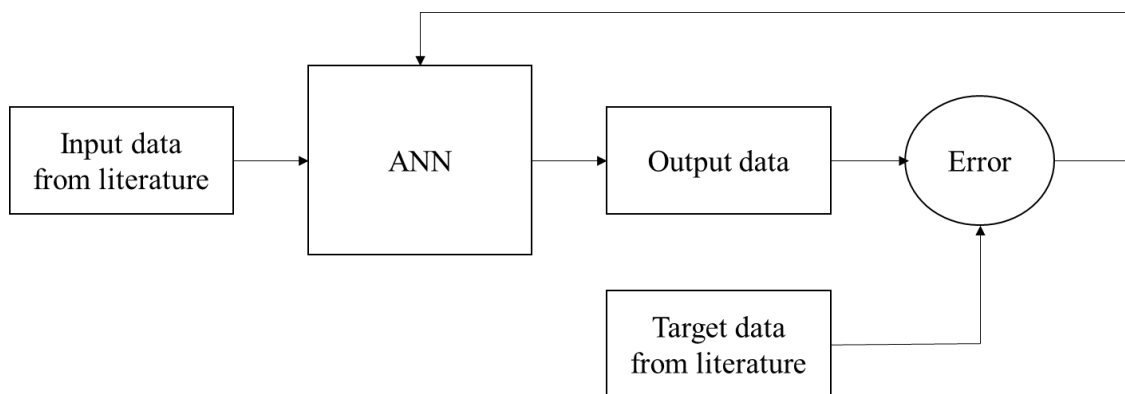 Input data
from literature
ANN
Output data
Error
Target data
from literature